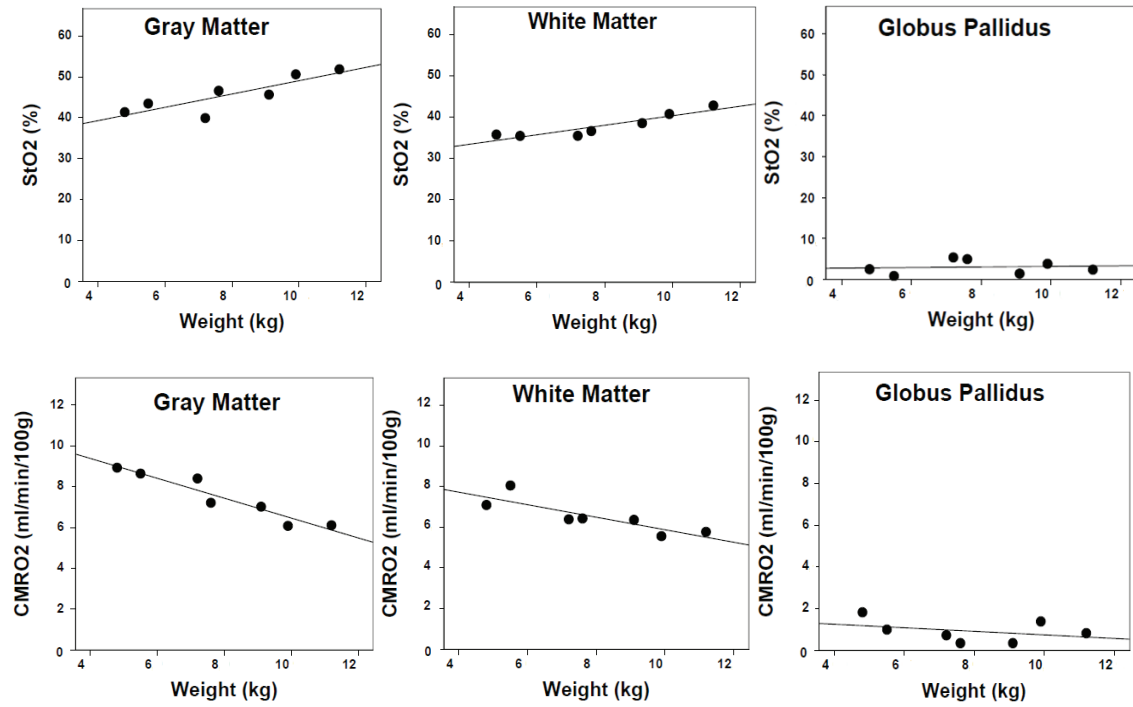 Gray Matter
60
50
40
30
20
10
0
StO2 (%)
4 6 8 10 12
Weight (kg)
White Matter
60
50
40
30
20
10
0
StO2 (%)
4 6 8 10 12
Weight (kg)
Globus Pallidus
60
50
40
30
20
10
0
StO2 (%)
4 6 8 10 12
Weight (kg)
Gray Matter
12
10
8
6
4
2
0
CMRO2 (ml/min/100g)
4 6 8 10 12
Weight (kg)
White Matter
12
10
8
6
4
2
0
CMRO2 (ml/min/100g)
4 6 8 10 12
Weight (kg)
Globus Pallidus
12
10
8
6
4
2
0
CMRO2 (ml/min/100g)
4 6 8 10 12
Weight (kg)